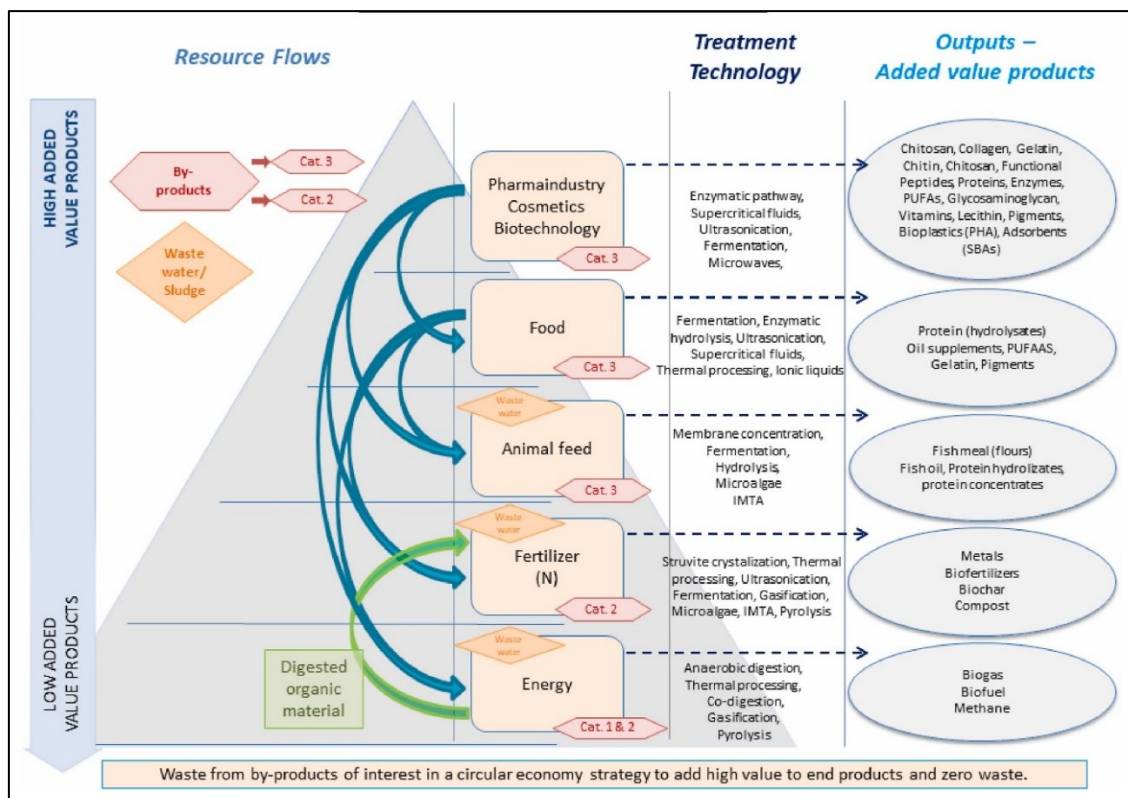 Resource Flows
Treatment
Technology
Outputs –
Added value products
HIGH ADDED
VALUE PRODUCTS
LOW ADDED
VALUE PRODUCTS
By-
products
Cat. 3
Cat. 2
Waste
water/
Sludge
Pharmaindustry
Cosmetics
Biotechnology
Cat. 3
Enzymatic pathway,
Supercritical fluids,
Ultrasonication,
Fermentation,
Microwaves,
Chitosan, Collagen, Gelatin,
Chitin, Chitosan, Functional
Peptides, Proteins, Enzymes,
PUFAs, Glycosaminoglycan,
Vitamins, Lecithin, Pigments,
Bioplastics (PHA), Adsorbents
(SBAs)
Food
Cat. 3
Fermentation, Enzymatic
hydrolysis, Ultrasonication,
Supercritical fluids,
Thermal processing, Ionic liquids
Protein (hydrolysates)
Oil supplements, PUFAAS,
Gelatin, Pigments
Waste
water
Animal feed
Cat. 3
Membrane concentration,
Fermentation,
Hydrolysis,
Microalgae
IMTA
Fishmeal (flours)
Fish oil, Protein hydrolizates,
protein concentrates
Waste
water
Fertilizer
(N)
Cat. 2
Struvite crystalization, Thermal
processing, Ultrasonication,
Fermentation, Gasification,
Microalgae, IMTA, Pyrolysis
Metals
Biofertilizers
Biochar
Compost
Waste
water
Energy
Cat. 1 & 2
Digested
organic
material
Anaerobic digestion,
Thermal processing,
Co-digestion,
Gasification,
Pyrolysis
Biogas
Biofuel
Methane
Waste from by-products of interest in a circular economy strategy to add high value to end products and zero waste.